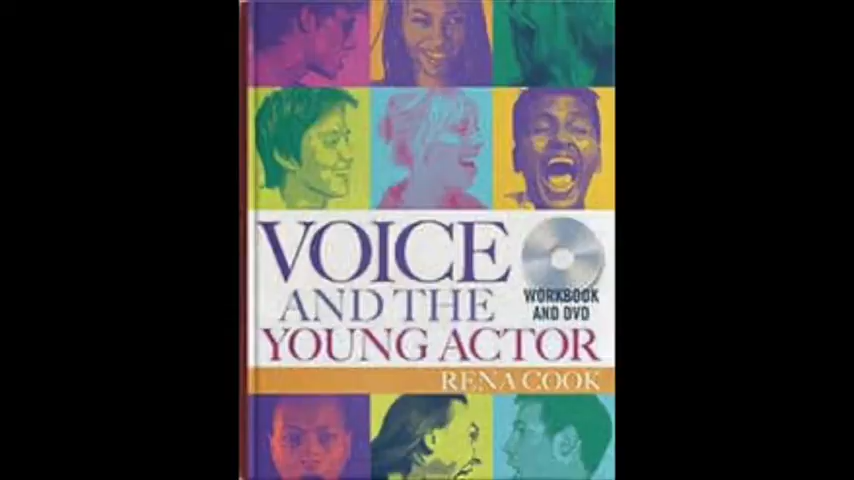 VOICE
AND THE
YOUNG ACTOR
WORKBOOK
AND DVD
RENA COOK